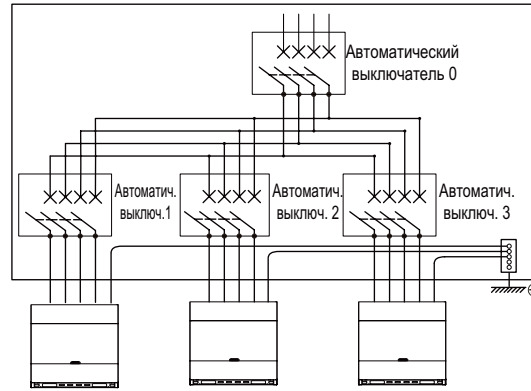 Автоматический
выключатель 0
Автоматич.
выключ.1
Автоматич.
выключ. 2
Автоматич.
выключ. 3